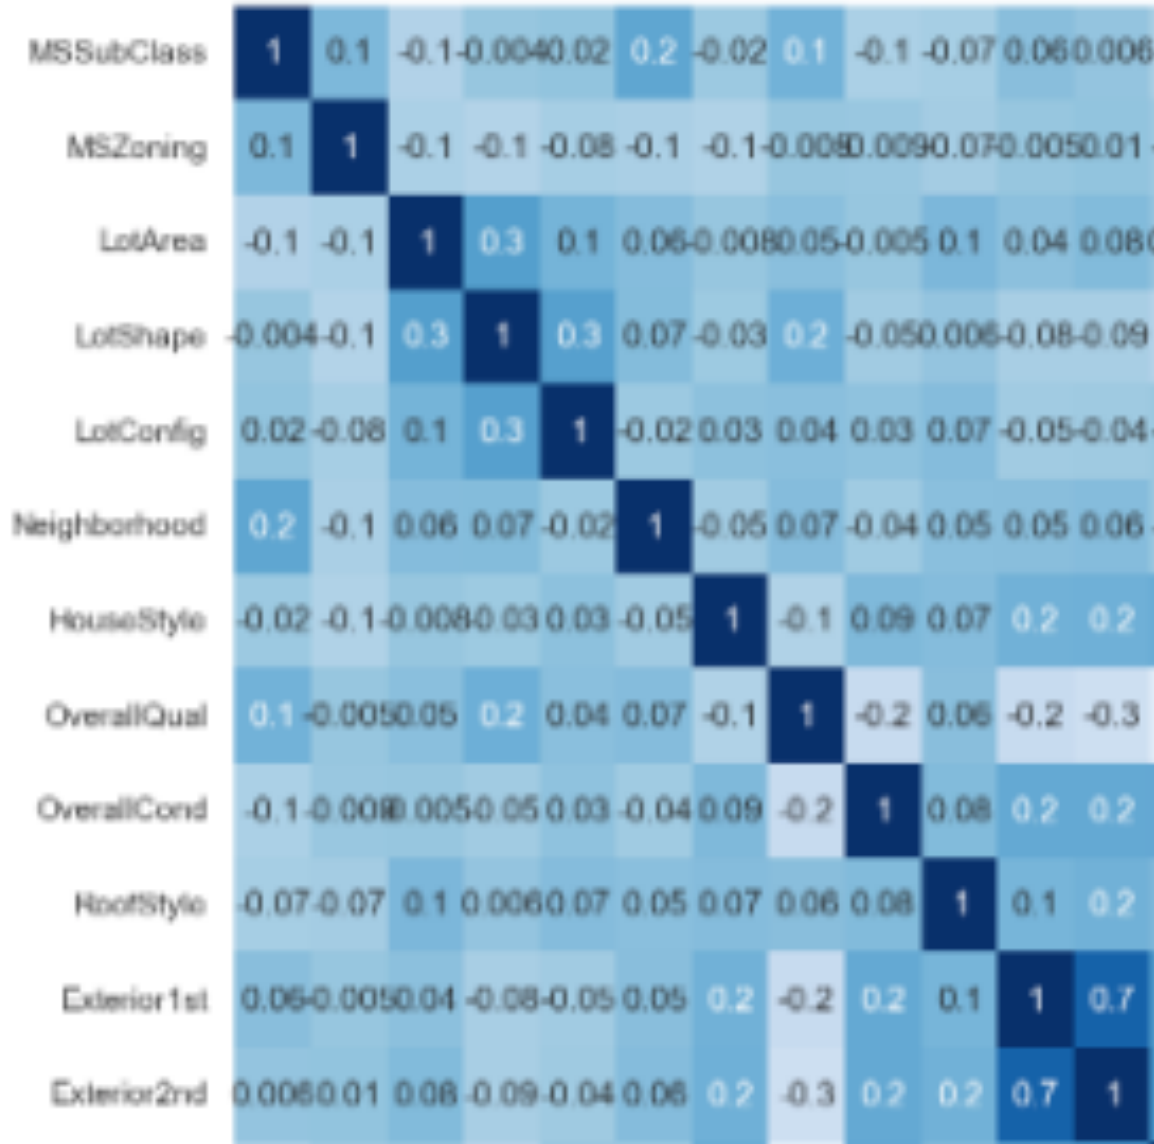 MSSubClass 1 0.1 -0.1 -0.004 0.02 0.2 -0.02 0.1 -0.1 -0.07 0.06 0.006
MSZoning 0.1 1 -0.1 -0.1 -0.08 -0.1 -0.1 -0.07 -0.005 0.01
LotArea -0.1 -0.1 1 0.3 0.1 0.06 -0.008 0.05 -0.005 0.1 0.04 0.08
LotShape -0.004 -0.1 0.3 1 0.3 0.07 -0.03 0.2 -0.05 0.006 -0.08 -0.09
LotConfig 0.02 -0.08 0.1 0.3 1 -0.02 0.03 0.04 0.03 0.07 -0.05 -0.04
Neighborhood 0.2 -0.1 0.06 0.07 -0.02 1 -0.05 0.07 -0.04 0.05 0.05 0.06
HouseStyle -0.02 -0.1 -0.008 -0.03 0.03 -0.05 1 -0.1 0.09 0.07 0.2 0.2
OverallQual 0.1 -0.005 0.05 0.2 0.04 0.07 -0.1 1 -0.2 0.06 -0.2 -0.3
OverallCond -0.1 -0.005 -0.05 0.03 -0.04 0.09 -0.2 1 0.08 0.2 0.2
RoofStyle -0.07 -0.07 0.1 0.006 0.07 0.05 0.07 0.06 0.08 1 0.1 0.2
Exterior1st 0.06 -0.005 0.04 -0.08 -0.05 0.05 0.2 -0.2 0.2 0.1 1 0.7
Exterior2nd 0.006 0.01 0.08 -0.09 -0.04 0.06 0.2 -0.3 0.2 0.2 0.7 1